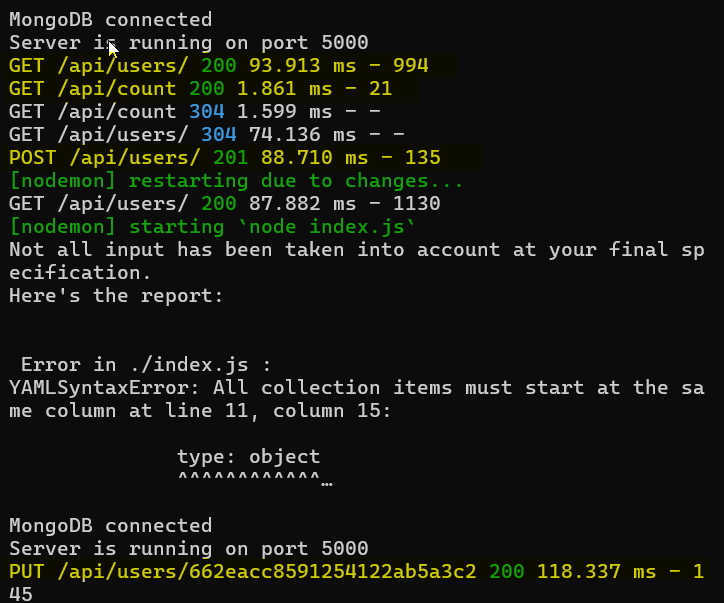 MongoDB connected
Server is running on port 5000
GET /api/users/ 200 93.913 ms - 994
GET /api/count 200 1.861 ms - 21
GET /api/count 304 1.599 ms - -
GET /api/users/ 304 74.136 ms - -
POST /api/users/ 201 88.710 ms - 135
[nodemon] restarting due to changes...
GET /api/users/ 200 87.882 ms - 1130
[nodemon] starting `node index.js`
Not all input has been taken into account at your final sp
ecification.
Here's the report:
Error in ./index.js :
YAMLSyntaxError: All collection items must start at the sa
me column at line 11, column 15:
type: object
^^^^^^^^^^^^…
MongoDB connected
Server is running on port 5000
PUT /api/users/662eacc8591254122ab5a3c2 200 118.337 ms - 1
45